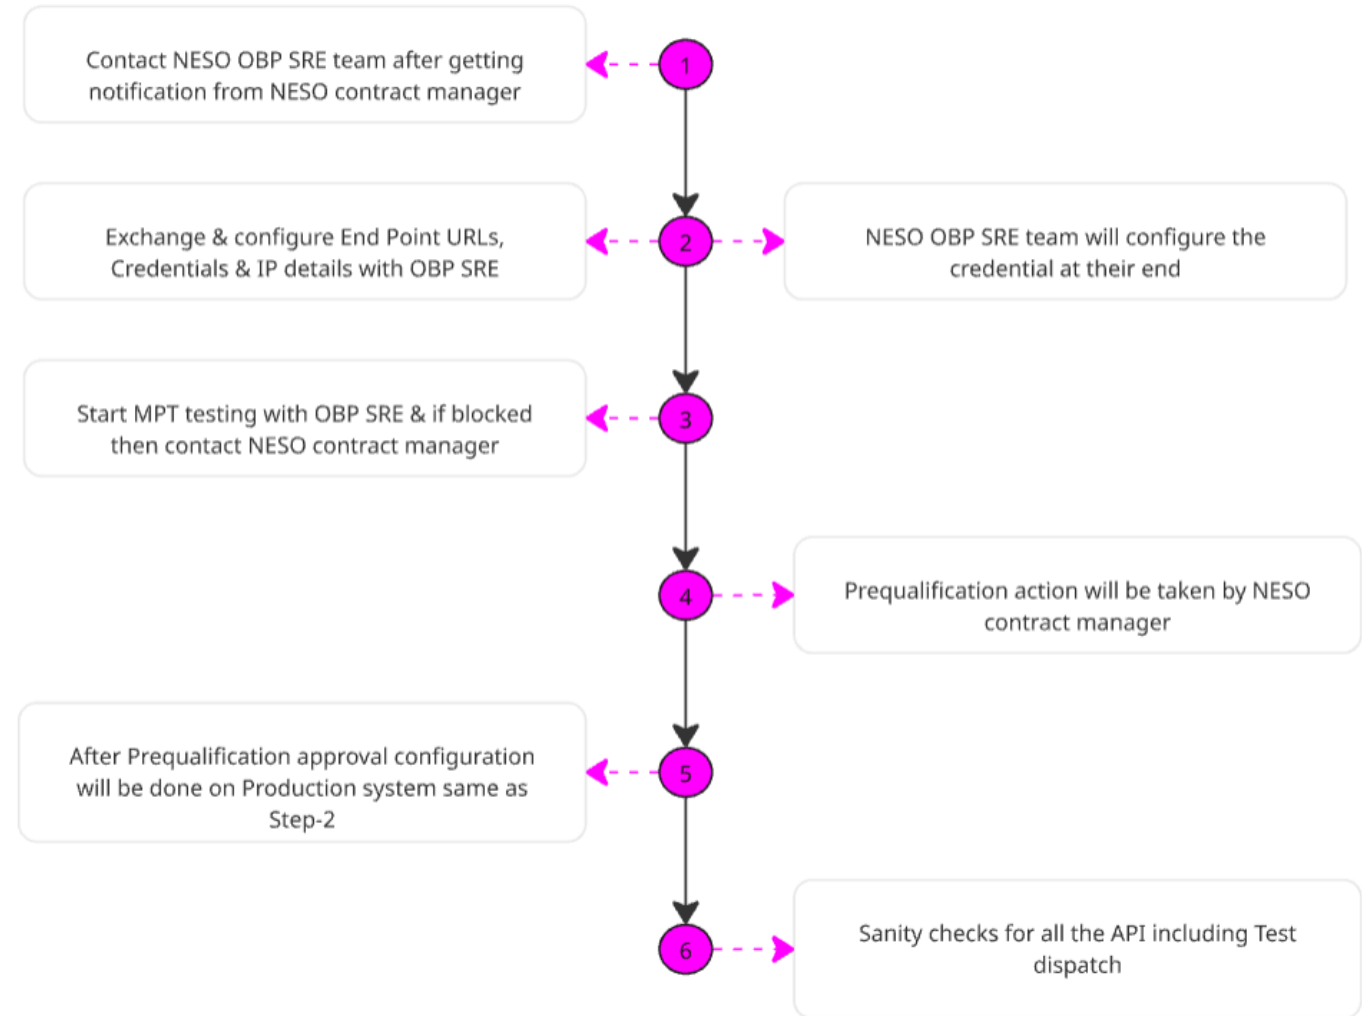 Contact NESO OBP SRE team after getting
notification from NESO contract manager
1
Exchange & configure End Point URLs,
Credentials & IP details with OBP SRE
2
NESO OBP SRE team will configure the
credential at their end
Start MPT testing with OBP SRE & if blocked
then contact NESO contract manager
3
4
Prequalification action will be taken by NESO
contract manager
After Prequalification approval configuration
will be done on Production system same as
Step-2
5
6
Sanity checks for all the API including Test
dispatch